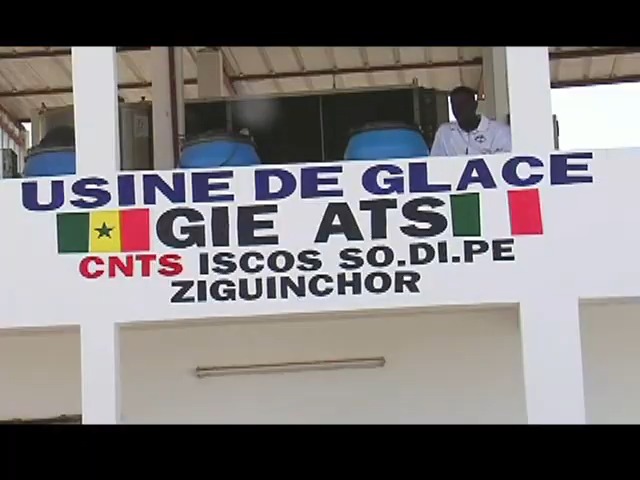 USINE DE GLACE
GIE ATS
CNTS ISCOS SO.DI.PE
ZIGUINCHOR